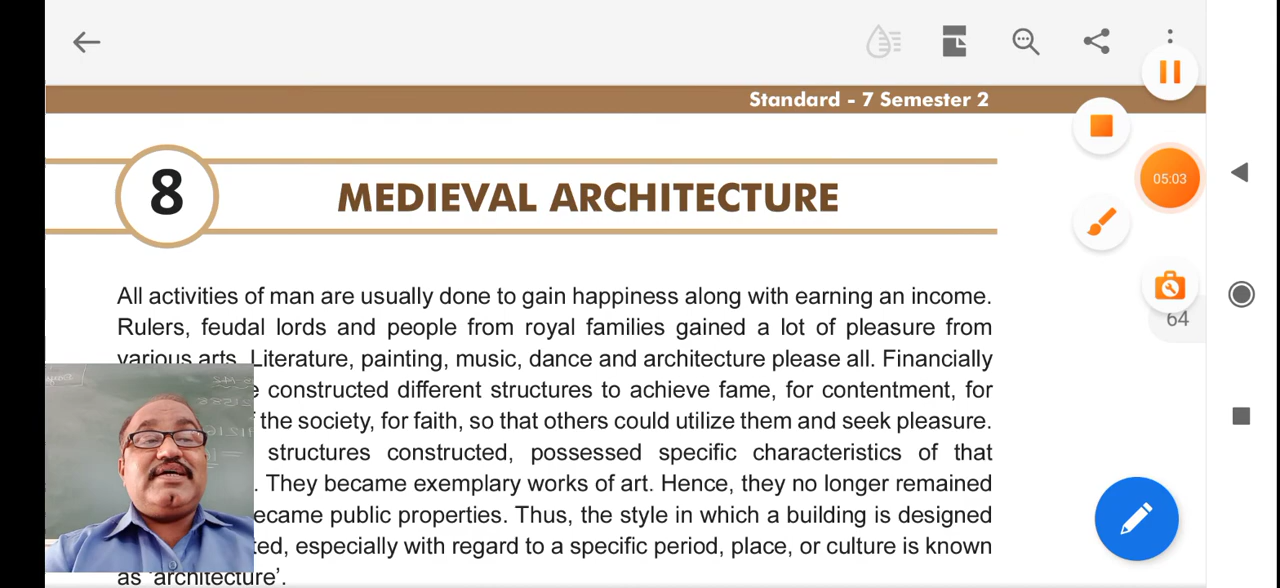 Standard - 7 Semester 2
05:03
8
MEDIEVAL ARCHITECTURE
64
All activities of man are usually done to gain happiness along with earning an income.
Rulers, feudal lords and people from royal families gained a lot of pleasure from
various arts. Literature, painting, music, dance and architecture please all. Financially
constructed different structures to achieve fame, for contentment, for
the society, for faith, so that others could utilize them and seek pleasure.
structures constructed, possessed specific characteristics of that
. They became exemplary works of art. Hence, they no longer remained
ecame public properties. Thus, the style in which a building is designed
ted, especially with regard to a specific period, place, or culture is known
as 'architecture'.